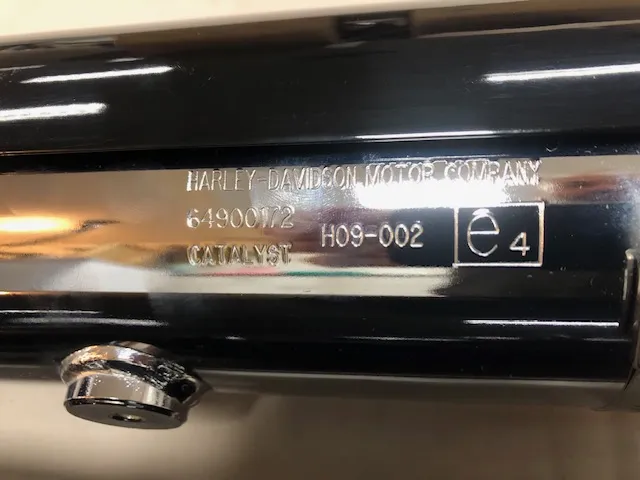 HARLEY-DAVIDSON MOTOR COMPANY
64900172
H09-002
e4
CATALYST